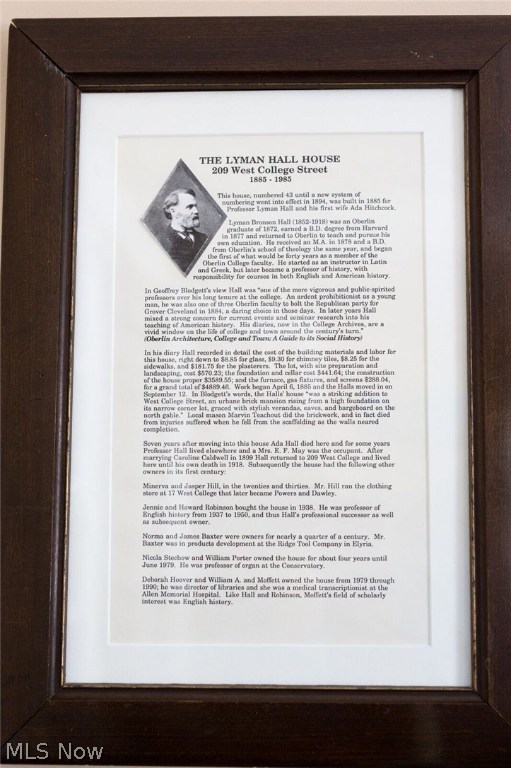 THE LYMAN HALL HOUSE
209 West College Street
1885 - 1985
This house, numbered 43 until a new system of
numbering went into effect in 1894, was built in 1885 for
Professor Lyman Hall and his first wife Ada Hitchcock.
Lyman Bronson Hall (1852-1918) was an Oberlin
graduate of 1872, earned a B.D. degree from Harvard
in 1877 and returned to Oberlin to teach and pursue his
own education. He received an M.A. in 1878 and a B.D.
from Oberlin's school of theology the same year, and began
the first of what would be forty years as a member of the
Oberlin College faculty. He started as an instructor in Latin
and Greek, but later became a professor of history, with
responsibility for courses in both English and American history.
In Geoffrey Blodgett's view Hall was "one of the more vigorous and public-spirited
professors over his long tenure at the college. An ardent prohibitionist as a young
man, he was also one of three Oberlin faculty to bolt the Republican party for
Grover Cleveland in 1884, a daring choice in those days. In later years Hall
mixed a strong concern for current events and seminar research into his
teaching of American history. His diaries, now in the College Archives, are a
vivid window on the life of college and town around the century's turn."
(Oberlin Architecture, College and Town: A Guide to its Social History)
In his diary Hall recorded in detail the cost of the building materials and labor for
this house, right down to $8.85 for glass, $9.30 for chimney tiles, $8.25 for the
sidewalks, and $181.75 for the plasterers. The lot, with site preparation and
landscaping, cost $570.23; the foundation and cellar cost $441.64; the construction
of the house proper $3589.55; and the furnace, gas fixtures, and screens $288.04,
for a grand total of $4889.46. Work began April 6, 1885 and the Halls moved in on
September 12. In Blodgett's words, the Halls' house "was a striking addition to
West College Street, an urbane brick mansion rising from a high foundation on
its narrow corner lot, graced with stylish verandas, eaves, and bargeboard on the
north gable." Local mason Marvin Teachout did the brickwork, and in fact died
from injuries suffered when he fell from the scaffolding as the walls neared
completion.
Seven years after moving into this house Ada Hall died here and for some years
Professor Hall lived elsewhere and a Mrs. E. F. May was the occupant. After
marrying Caroline Caldwell in 1899 Hall returned to 209 West College and lived
here until his own death in 1918. Subsequently the house had the following other
owners in its first century:
Minerva and Jasper Hill, in the twenties and thirties. Mr. Hill ran the clothing
store at 17 West College that later became Powers and Dawley.
Jennie and Howard Robinson bought the house in 1938. He was professor of
English history from 1937 to 1950, and thus Hall's professional successor as well
as subsequent owner.
Norma and James Baxter were owners for nearly a quarter of a century. Mr.
Baxter was in products development at the Ridge Tool Company in Elyria.
Nicola Stechow and William Porter owned the house for about four years until
June 1979. He was professor of organ at the Conservatory.
Deborah Hoover and William A. and Moffett owned the house from 1979 through
1990; he was director of libraries and she was a medical transcriptionist at the
Allen Memorial Hospital. Like Hall and Robinson, Moffett's field of scholarly
interest was English history.
MLS Now